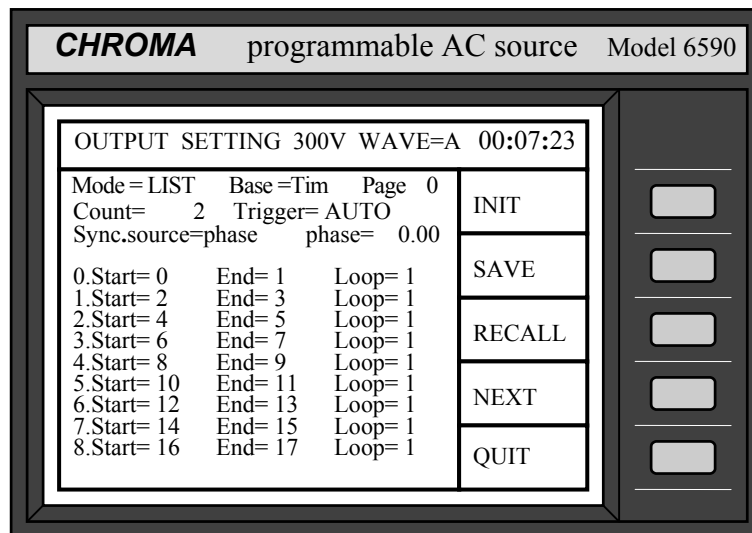 CHROMA programmable AC source Model 6590
OUTPUT SETTING 300V WAVE=A 00:07:23
Mode = LIST Base =Tim Page 0
Count= 2 Trigger= AUTO
Sync.source=phase phase= 0.00
0.Start= 0 End= 1 Loop= 1
1.Start= 2 End= 3 Loop= 1
2.Start= 4 End= 5 Loop= 1
3.Start= 6 End= 7 Loop= 1
4.Start= 8 End= 9 Loop= 1
5.Start= 10 End= 11 Loop= 1
6.Start= 12 End= 13 Loop= 1
7.Start= 14 End= 15 Loop= 1
8.Start= 16 End= 17 Loop= 1
INIT
SAVE
RECALL
NEXT
QUIT